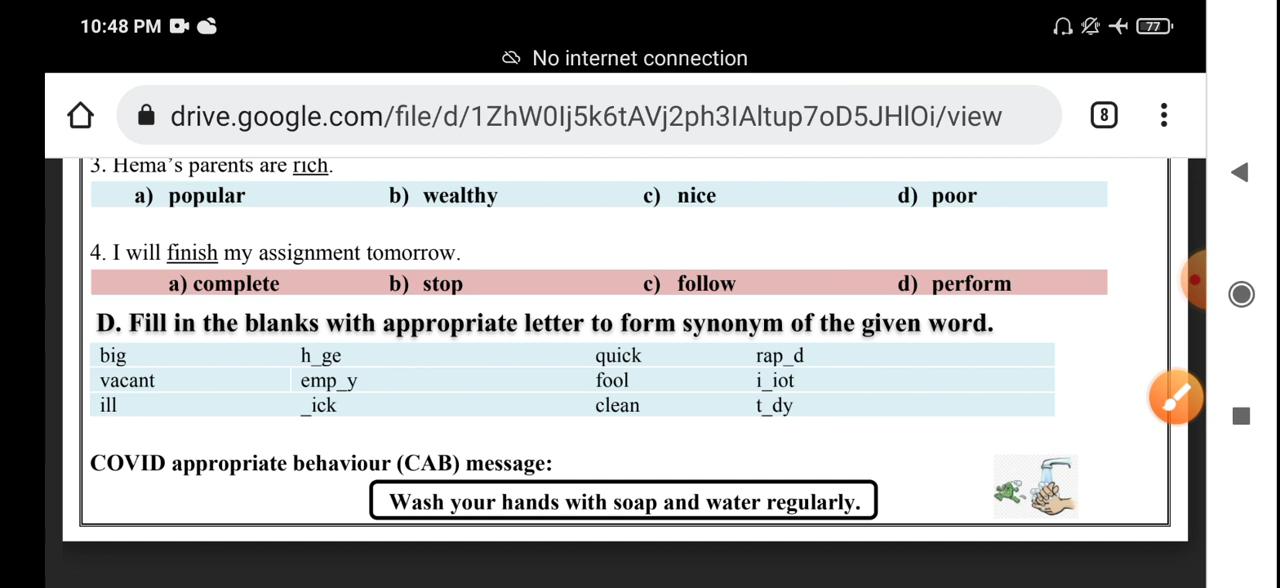 10:48 PM 77
No internet connection
drive.google.com/file/d/1ZhW0Ij5k6tAVj2ph3IAltup7oD5JHlOi/view 8
3. Hema's parents are rich.
a) popular b) wealthy c) nice d) poor
4. I will finish my assignment tomorrow.
a) complete b) stop c) follow d) perform
D. Fill in the blanks with appropriate letter to form synonym of the given word.
big h_ge quick rap_d
vacant emp_y fool i_iot
ill _ick clean t_dy
COVID appropriate behaviour (CAB) message:
Wash your hands with soap and water regularly.